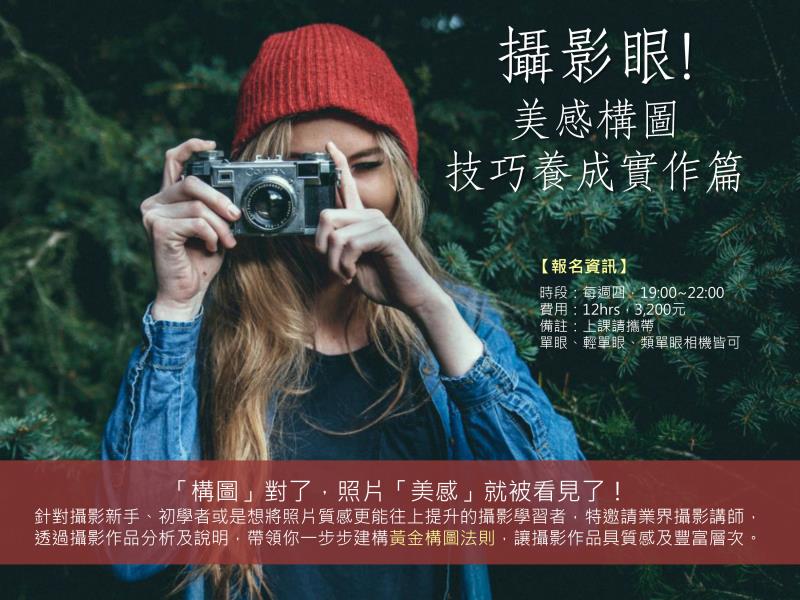 攝影眼!
美感構圖
技巧養成實作篇
【報名資訊】
時段：每週四，19:00~22:00
費用：12hrs，3,200元
備註：上課請攜帶
單眼、輕單眼、類單眼相機皆可
「構圖」對了，照片「美感」就被看見了！
針對攝影新手、初學者或是想將照片質感更能往上提升的攝影學習者，特邀請業界攝影講師，
透過攝影作品分析及說明，帶領你一步步建構黃金構圖法則，讓攝影作品具質感及豐富層次。